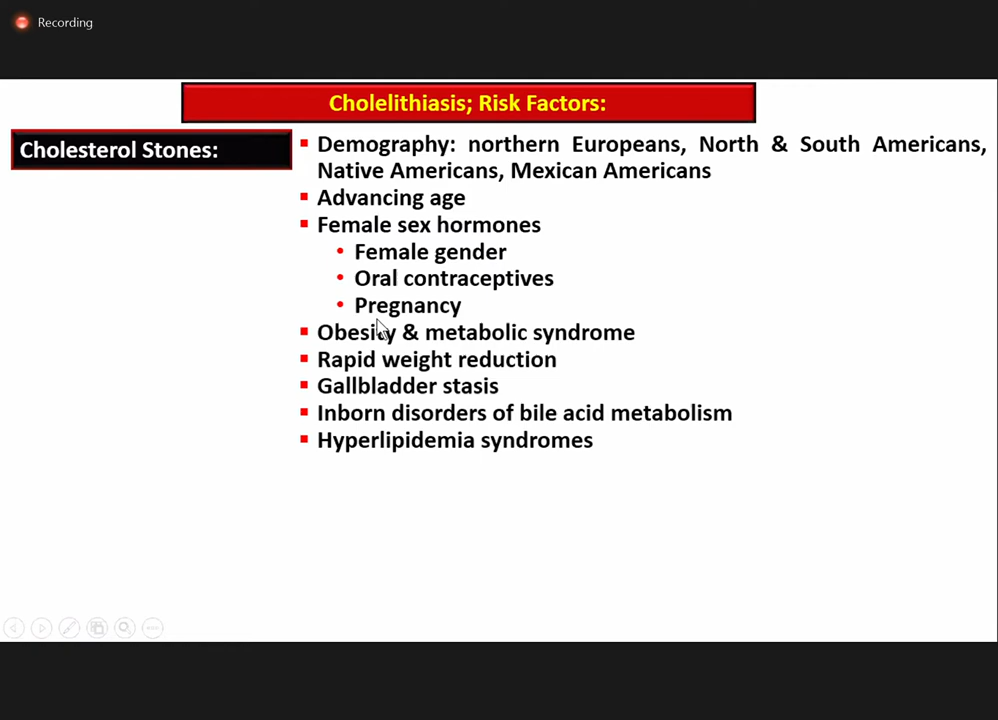 Recording
Cholelithiasis; Risk Factors:
Cholesterol Stones:
Demography: northern Europeans, North & South Americans,
Native Americans, Mexican Americans
Advancing age
Female sex hormones
Female gender
Oral contraceptives
Pregnancy
Obesity & metabolic syndrome
Rapid weight reduction
Gallbladder stasis
Inborn disorders of bile acid metabolism
Hyperlipidemia syndromes